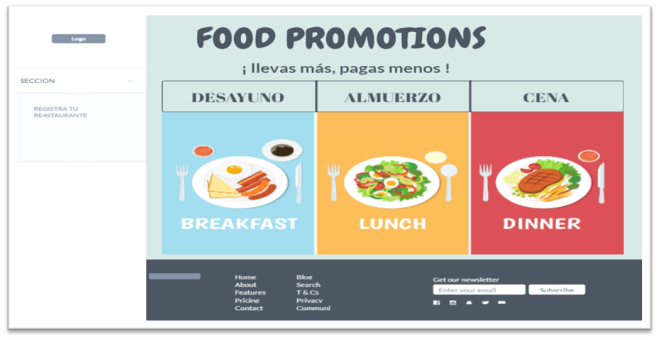 Logo
FOOD PROMOTIONS
¡ llevas más, pagas menos !
SECCION
DESAYUNO
ALMUERZO
CENA
REGISTRA TU
RE4STAURANTE
BREAKFAST
LUNCH
DINNER
Home
About
Features
Pricing
Contact
Blog
Search
T & Cs
Privacy
Communi
Get our newsletter
Enter your email
Subscribe